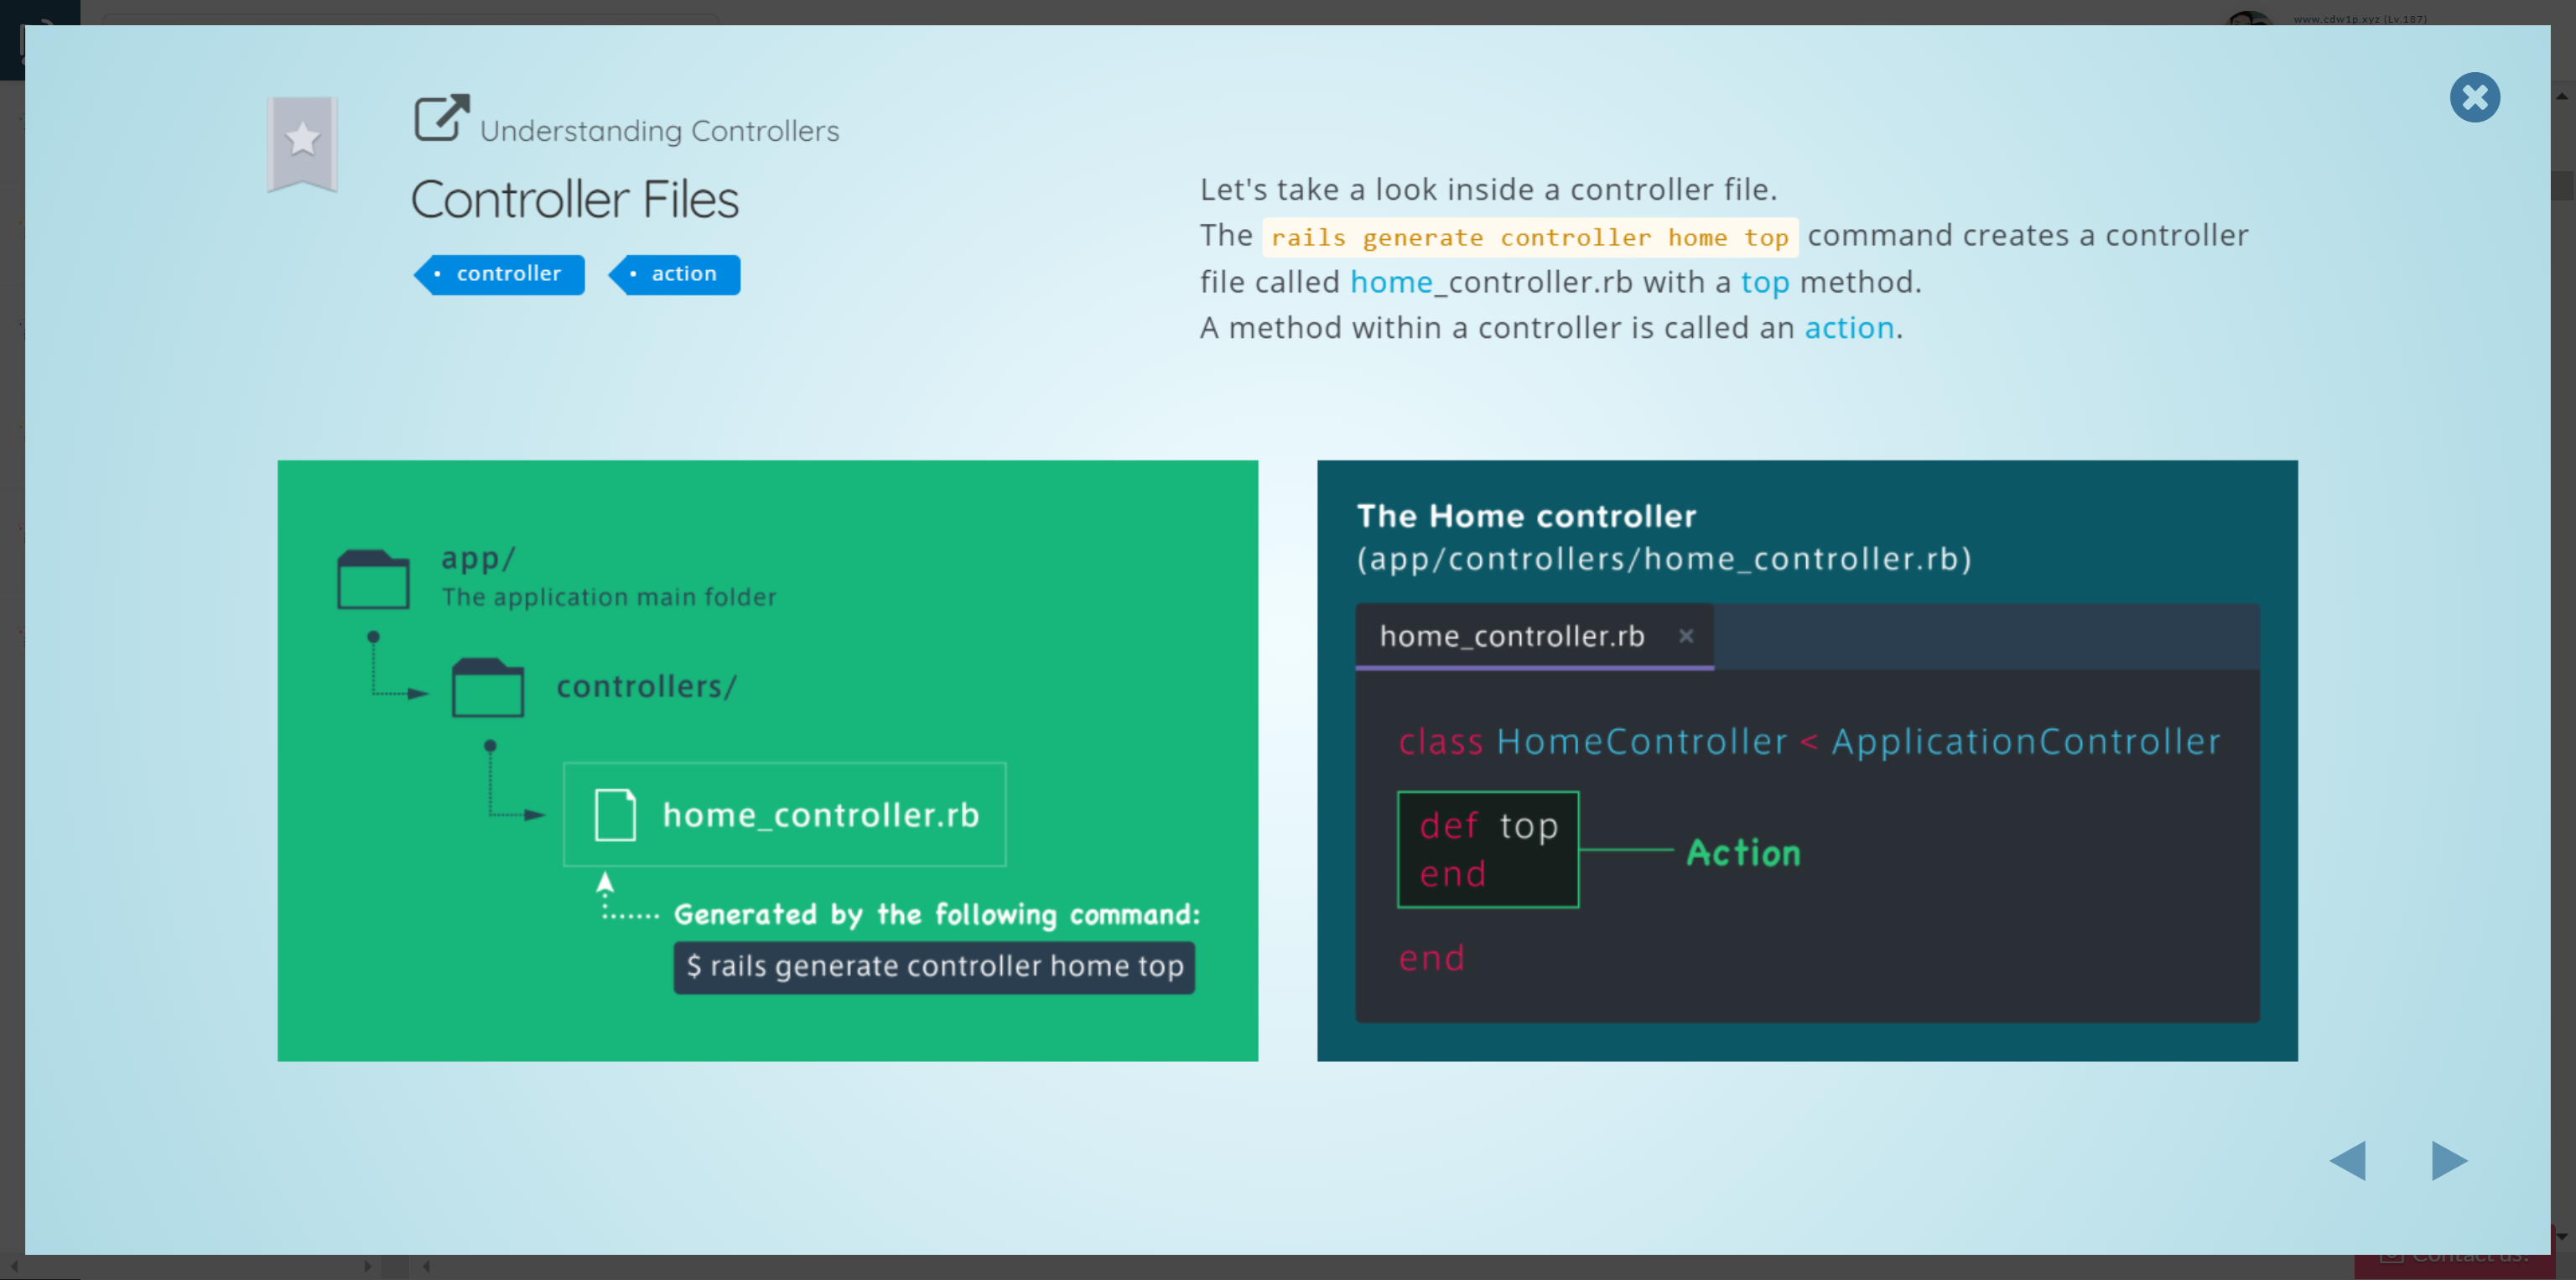 www.cdw1p.xyz (Lv.187)
Understanding Controllers
Controller Files
controller
action
Let's take a look inside a controller file.
The rails generate controller home top command creates a controller
file called home_controller.rb with a top method.
A method within a controller is called an action.
app/
The application main folder
controllers/
home_controller.rb
Generated by the following command:
$ rails generate controller home top
The Home controller
(app/controllers/home_controller.rb)
home_controller.rb
class HomeController < ApplicationController
def top
end
Action
end
Contact us!